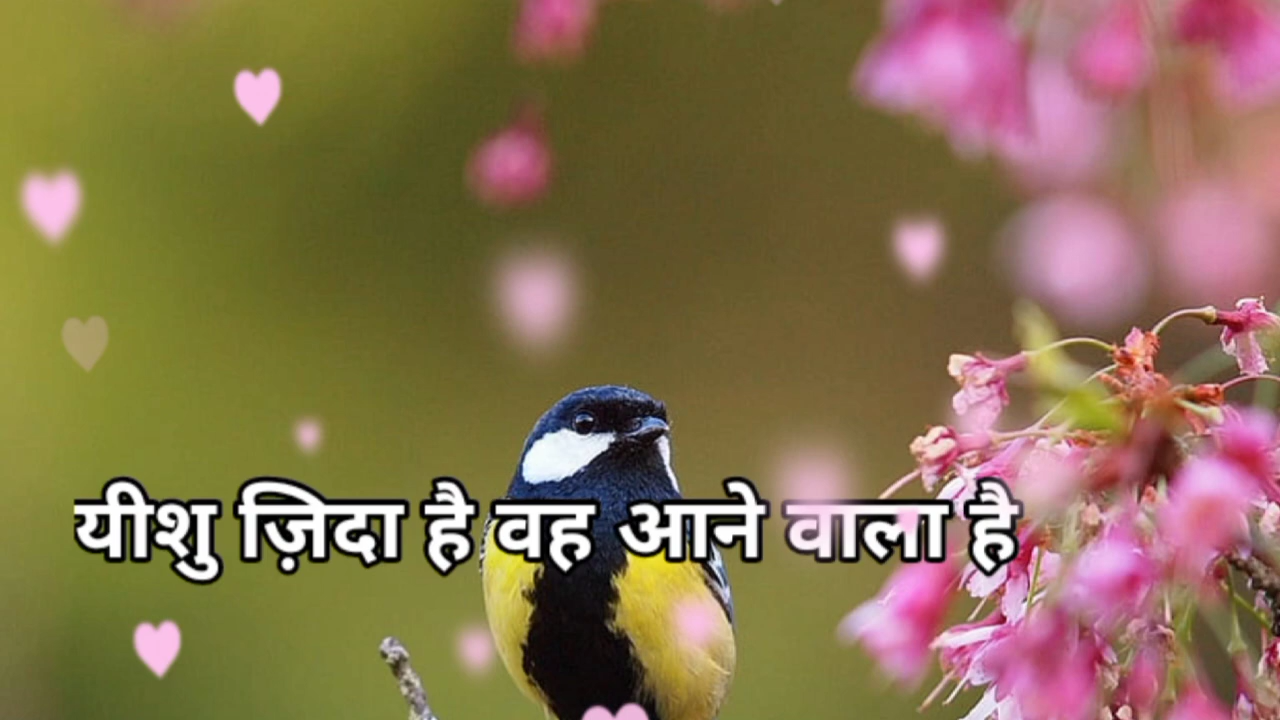 यीशु ज़िंदा है वह आने वाला है